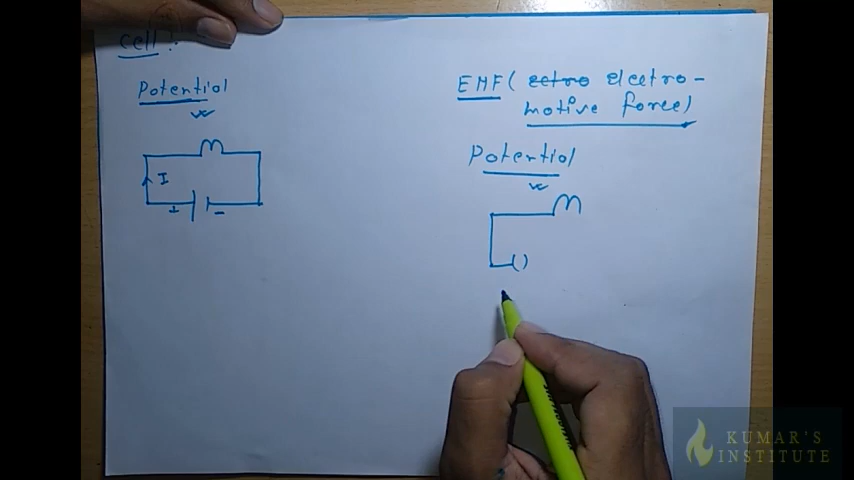 cell :
Potential
I
+ -
EMF ( ectro electro-
motive force)
Potential
KUMAR'S
INSTITUTE